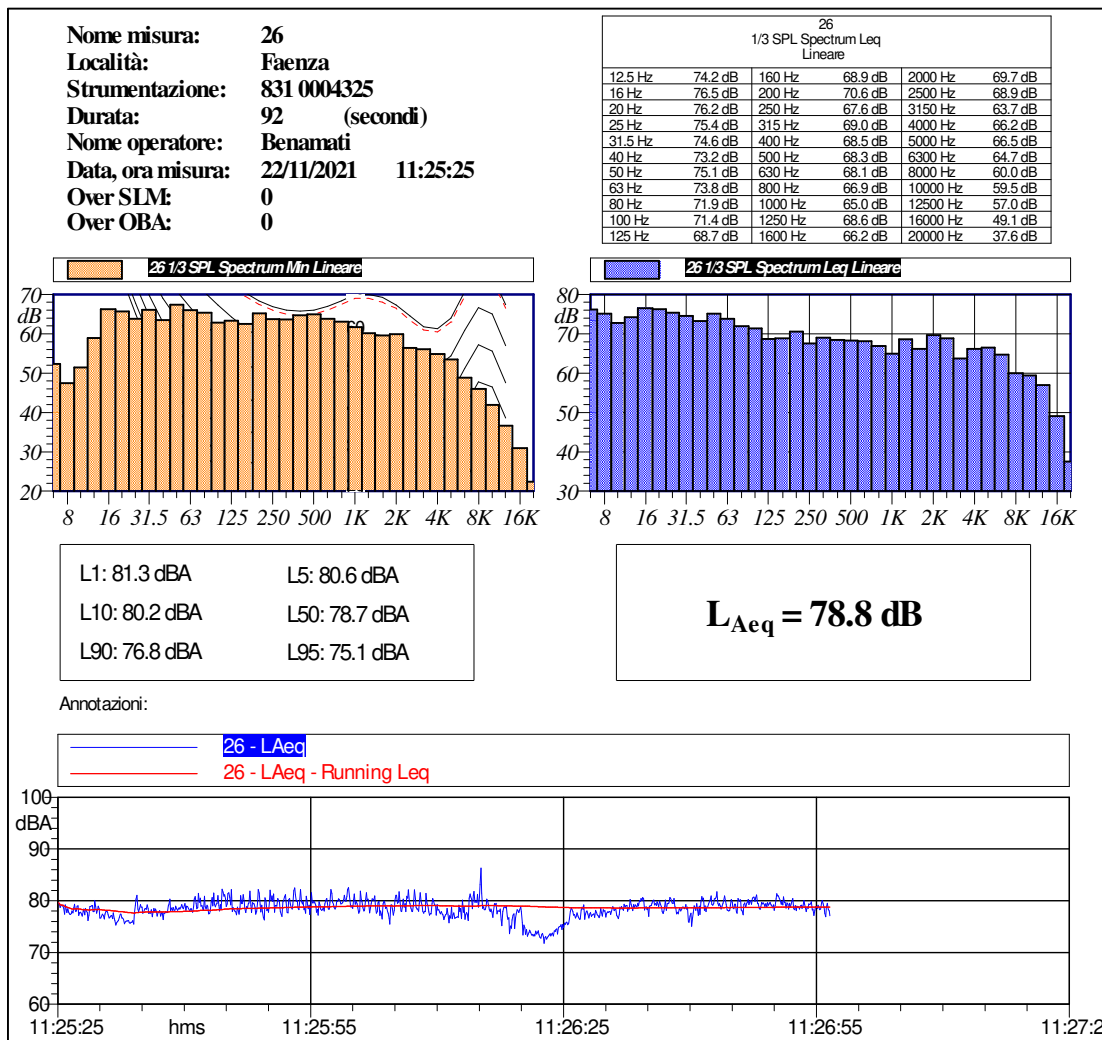 Nome misura: 26
Località: Faenza
Strumentazione: 831 0004325
Durata: 92 (secondi)
Nome operatore: Benamati
Data, ora misura: 22/11/2021 11:25:25
Over SLM: 0
Over OBA: 0
26
1/3 SPL Spectrum Leq
Lineare
12.5 Hz 74.2 dB 160 Hz 68.9 dB 2000 Hz 69.7 dB
16 Hz 76.5 dB 200 Hz 70.6 dB 2500 Hz 68.9 dB
20 Hz 76.2 dB 250 Hz 67.6 dB 3150 Hz 63.7 dB
25 Hz 75.4 dB 315 Hz 69.0 dB 4000 Hz 66.2 dB
31.5 Hz 74.6 dB 400 Hz 68.5 dB 5000 Hz 66.5 dB
40 Hz 73.2 dB 500 Hz 68.3 dB 6300 Hz 64.7 dB
50 Hz 75.1 dB 630 Hz 68.1 dB 8000 Hz 60.0 dB
63 Hz 73.8 dB 800 Hz 66.9 dB 10000 Hz 59.5 dB
80 Hz 71.9 dB 1000 Hz 65.0 dB 12500 Hz 57.0 dB
100 Hz 71.4 dB 1250 Hz 68.6 dB 16000 Hz 49.1 dB
125 Hz 68.7 dB 1600 Hz 66.2 dB 20000 Hz 37.6 dB
26 1/3 SPL Spectrum Min Lineare
70
dB
60
50
40
30
20
8 16 31.5 63 125 250 500 1K 2K 4K 8K 16K
26 1/3 SPL Spectrum Leq Lineare
80
dB
70
60
50
40
30
8 16 31.5 63 125 250 500 1K 2K 4K 8K 16K
L1: 81.3 dBA L5: 80.6 dBA
L10: 80.2 dBA L50: 78.7 dBA
L90: 76.8 dBA L95: 75.1 dBA
LAeq = 78.8 dB
Annotazioni:
26 - LAeq
26 - LAeq - Running Leq
100
dBA
90
80
70
60
11:25:25 hms 11:25:55 11:26:25 11:26:55 11:27:2